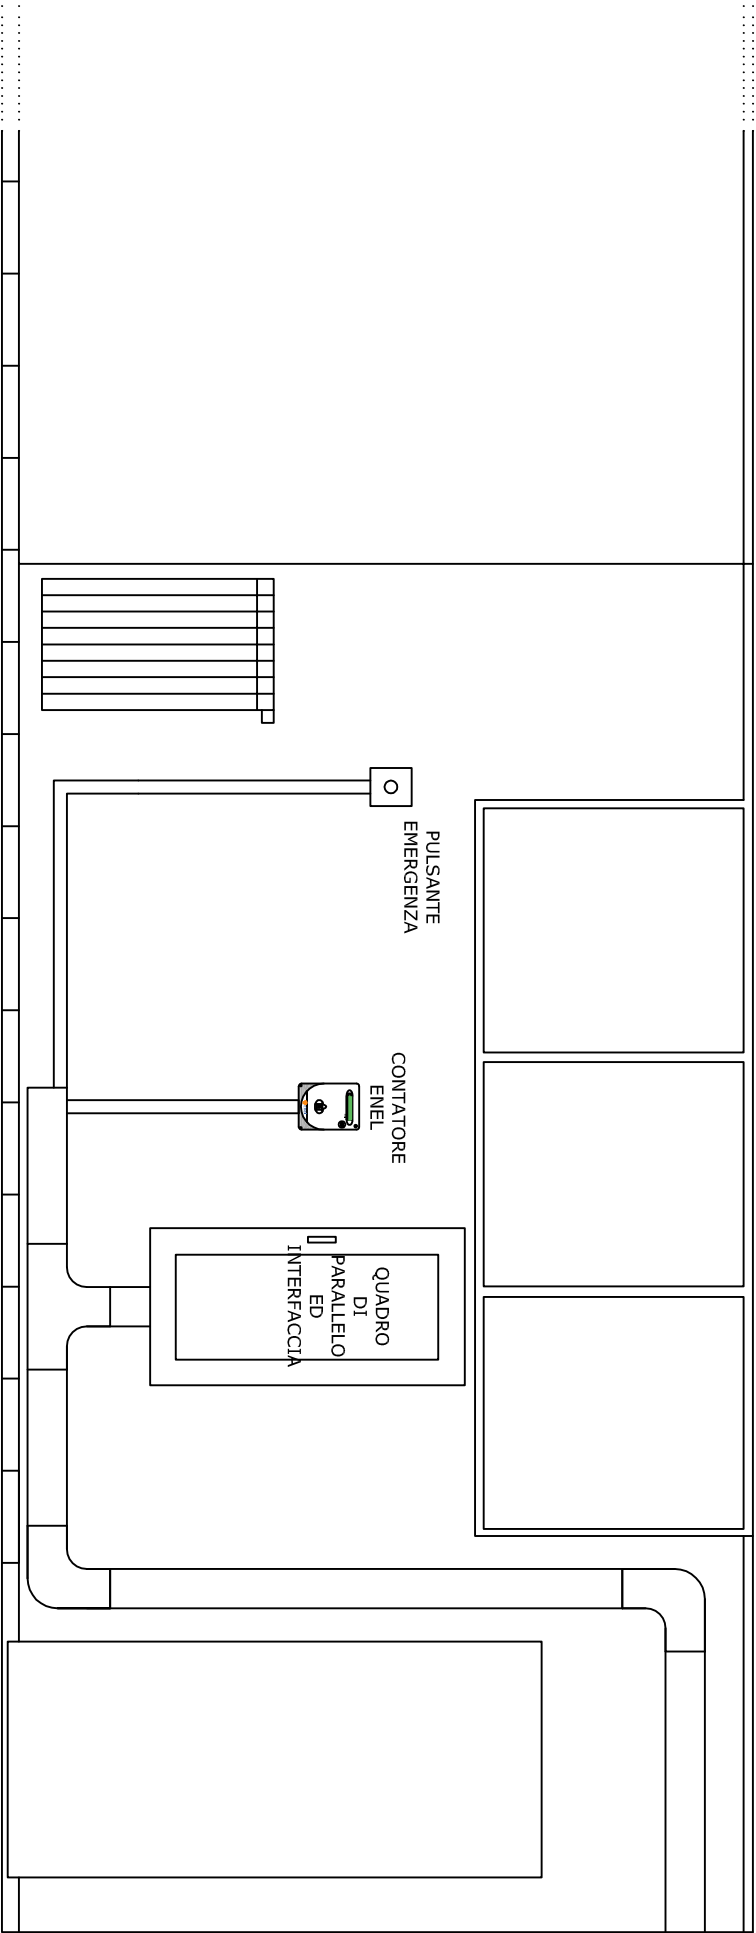 PULSANTE
EMERGENZA
CONTATORE
ENEL
QUADRO
DI
PARALLELO
ED
INTERFACCIA